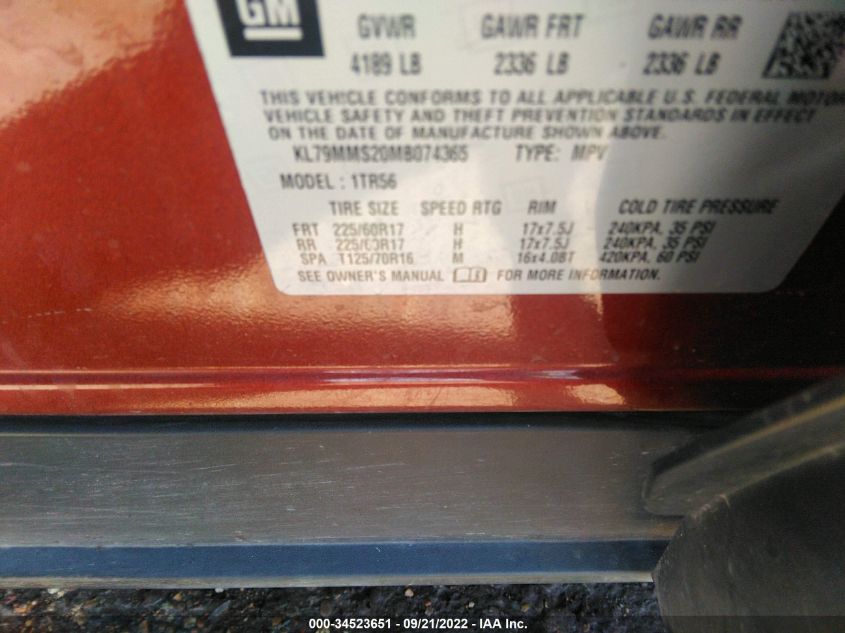 GM
GVWR GAWR FRT GAWR RR
4189 LB 2336 LB 2336 LB
THIS VEHICLE CONFORMS TO ALL APPLICABLE U.S. FEDERAL MOTOR
VEHICLE SAFETY AND THEFT PREVENTION STANDARDS IN EFFECT
ON THE DATE OF MANUFACTURE SHOWN ABOVE.
KL79MMS20MB074365 TYPE: MPV
MODEL : 1TR56
TIRE SIZE SPEED RTG RIM COLD TIRE PRESSURE
FRT 225/60R17 H 17x7.5J 240KPA, 35 PSI
RR 225/60R17 H 17x7.5J 240KPA, 35 PSI
SPA T125/70R16 M 16x4.0BT 420KPA, 60 PSI
SEE OWNER'S MANUAL FOR MORE INFORMATION.
000-34523651 - 09/21/2022 - IAA Inc.